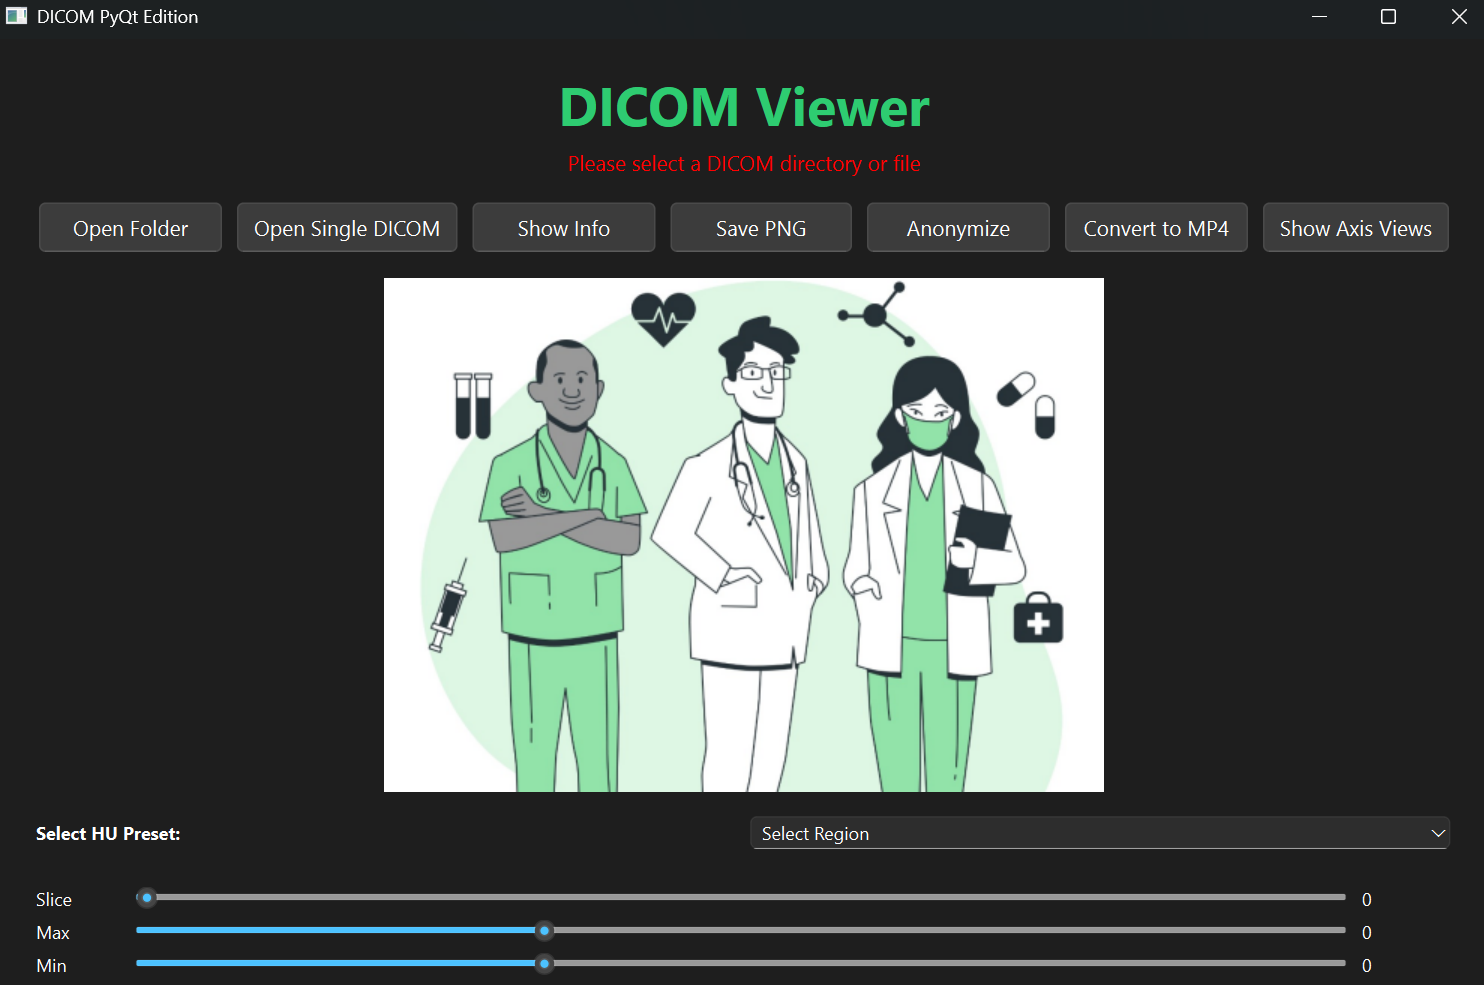 DICOM PyQt Edition
DICOM Viewer
Please select a DICOM directory or file
Open Folder
Open Single DICOM
Show Info
Save PNG
Anonymize
Convert to MP4
Show Axis Views
Select HU Preset:
Select Region
Slice 0
Max 0
Min 0